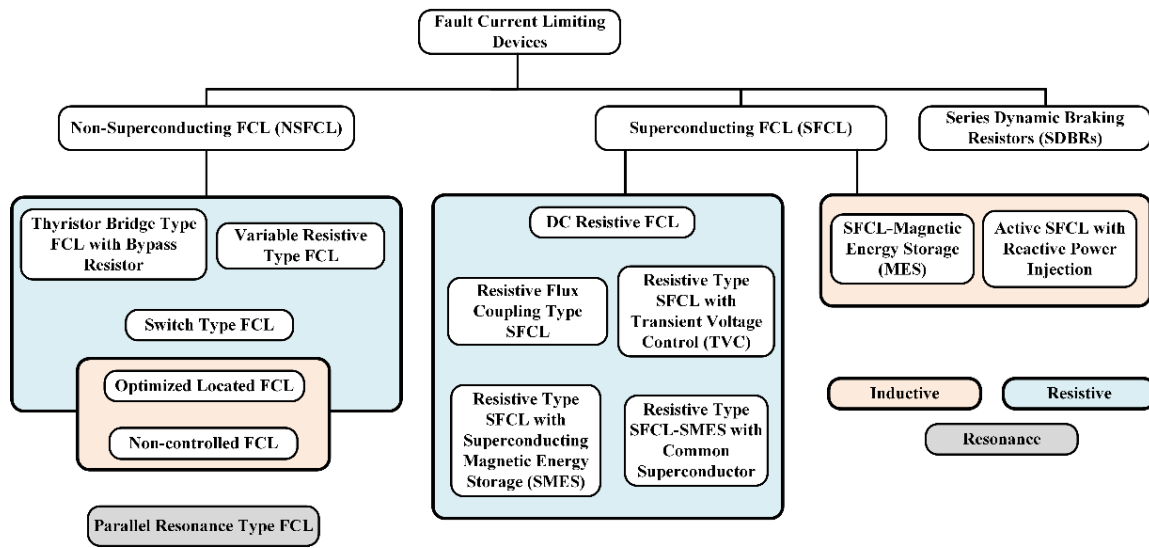 Fault Current Limiting
Devices
Non-Superconducting FCL (NSFCL)
Superconducting FCL (SFCL)
Series Dynamic Braking
Resistors (SDBRs)
Thyristor Bridge Type
FCL with Bypass
Resistor
Variable Resistive
Type FCL
Switch Type FCL
Optimized Located FCL
Non-controlled FCL
Parallel Resonance Type FCL
DC Resistive FCL
Resistive Flux
Coupling Type
SFCL
Resistive Type
SFCL with
Transient Voltage
Control (TVC)
Resistive Type
SFCL with
Superconducting
Magnetic Energy
Storage (SMES)
Resistive Type
SFCL-SMES with
Common
Superconductor
SFCL-Magnetic
Energy Storage
(MES)
Active SFCL with
Reactive Power
Injection
Inductive
Resistive
Resonance